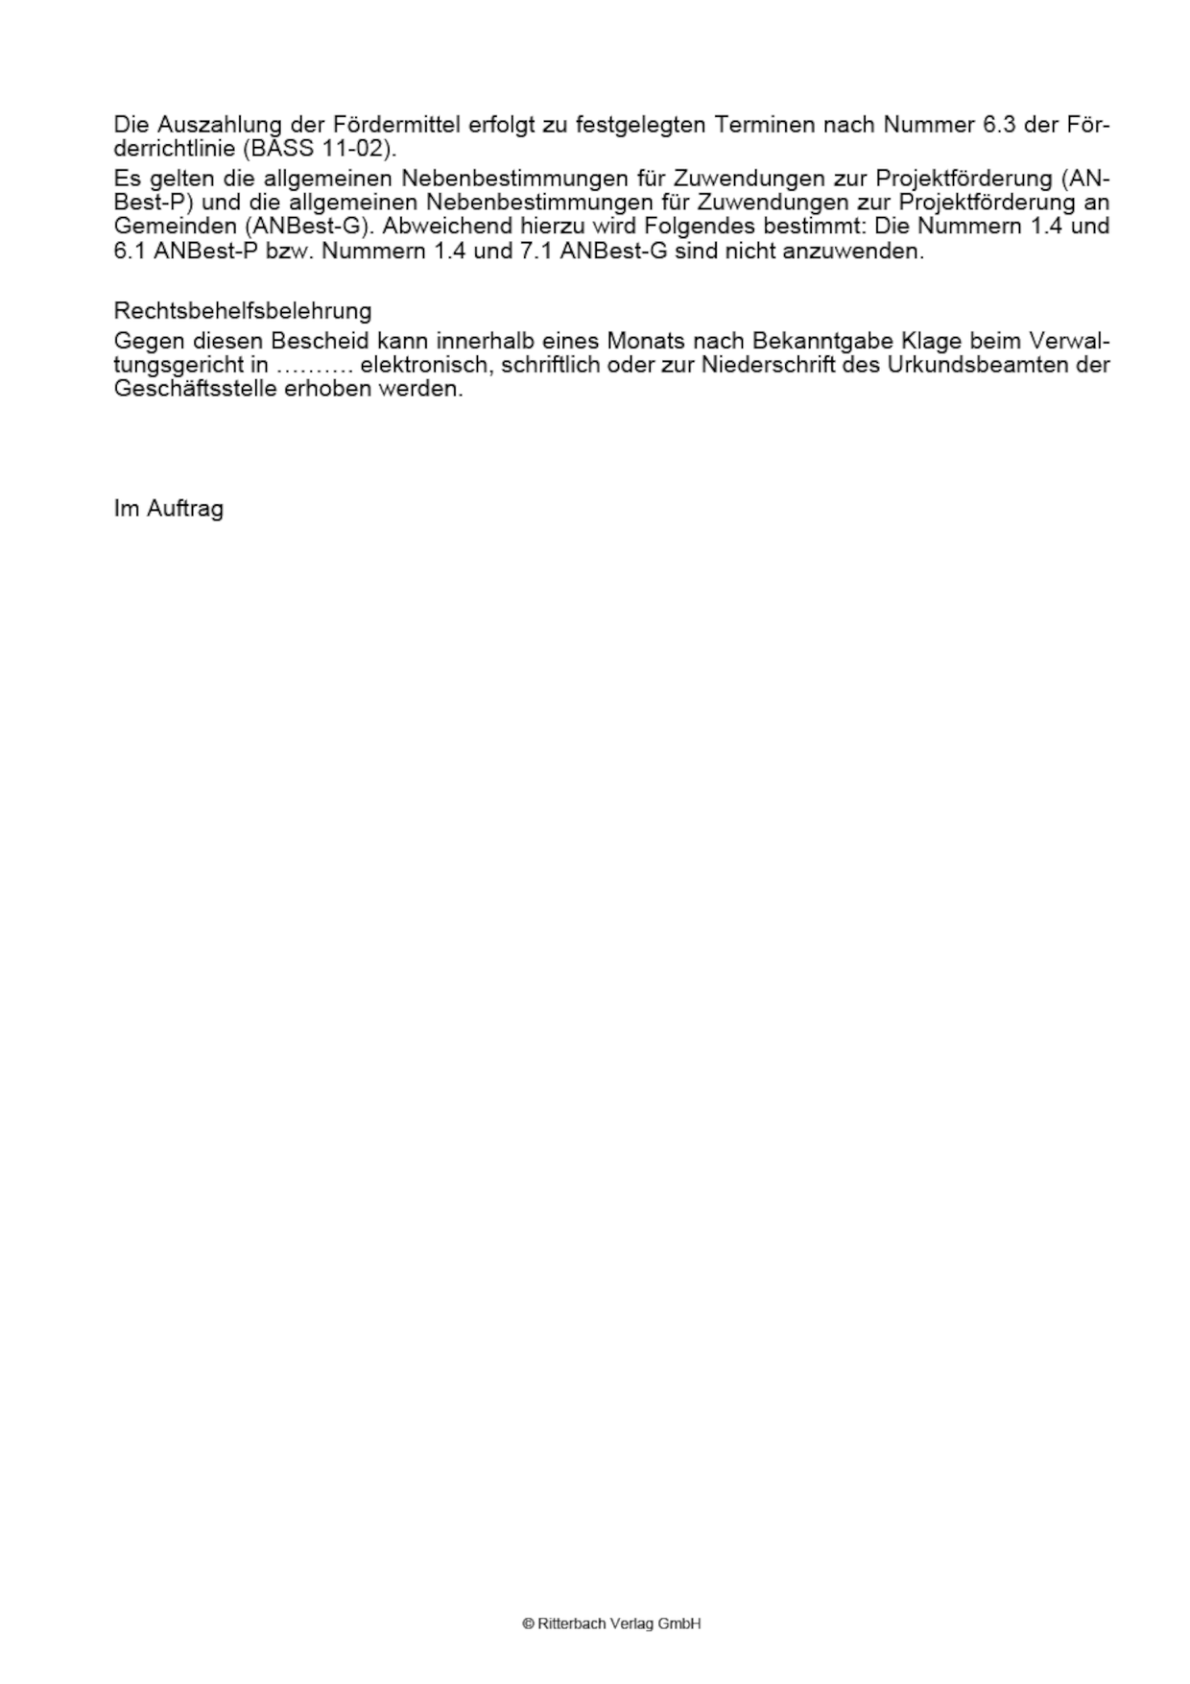 Die Auszahlung der Fördermittel erfolgt zu festgelegten Terminen nach Nummer 6.3 der För-
derrichtlinie (BASS 11-02).
Es gelten die allgemeinen Nebenbestimmungen für Zuwendungen zur Projektförderung (AN-
Best-P) und die allgemeinen Nebenbestimmungen für Zuwendungen zur Projektförderung an
Gemeinden (ANBest-G). Abweichend hierzu wird Folgendes bestimmt: Die Nummern 1.4 und
6.1 ANBest-P bzw. Nummern 1.4 und 7.1 ANBest-G sind nicht anzuwenden.
Rechtsbehelfsbelehrung
Gegen diesen Bescheid kann innerhalb eines Monats nach Bekanntgabe Klage beim Verwal-
tungsgericht in ………. elektronisch, schriftlich oder zur Niederschrift des Urkundsbeamten der
Geschäftsstelle erhoben werden.
Im Auftrag
© Ritterbach Verlag GmbH